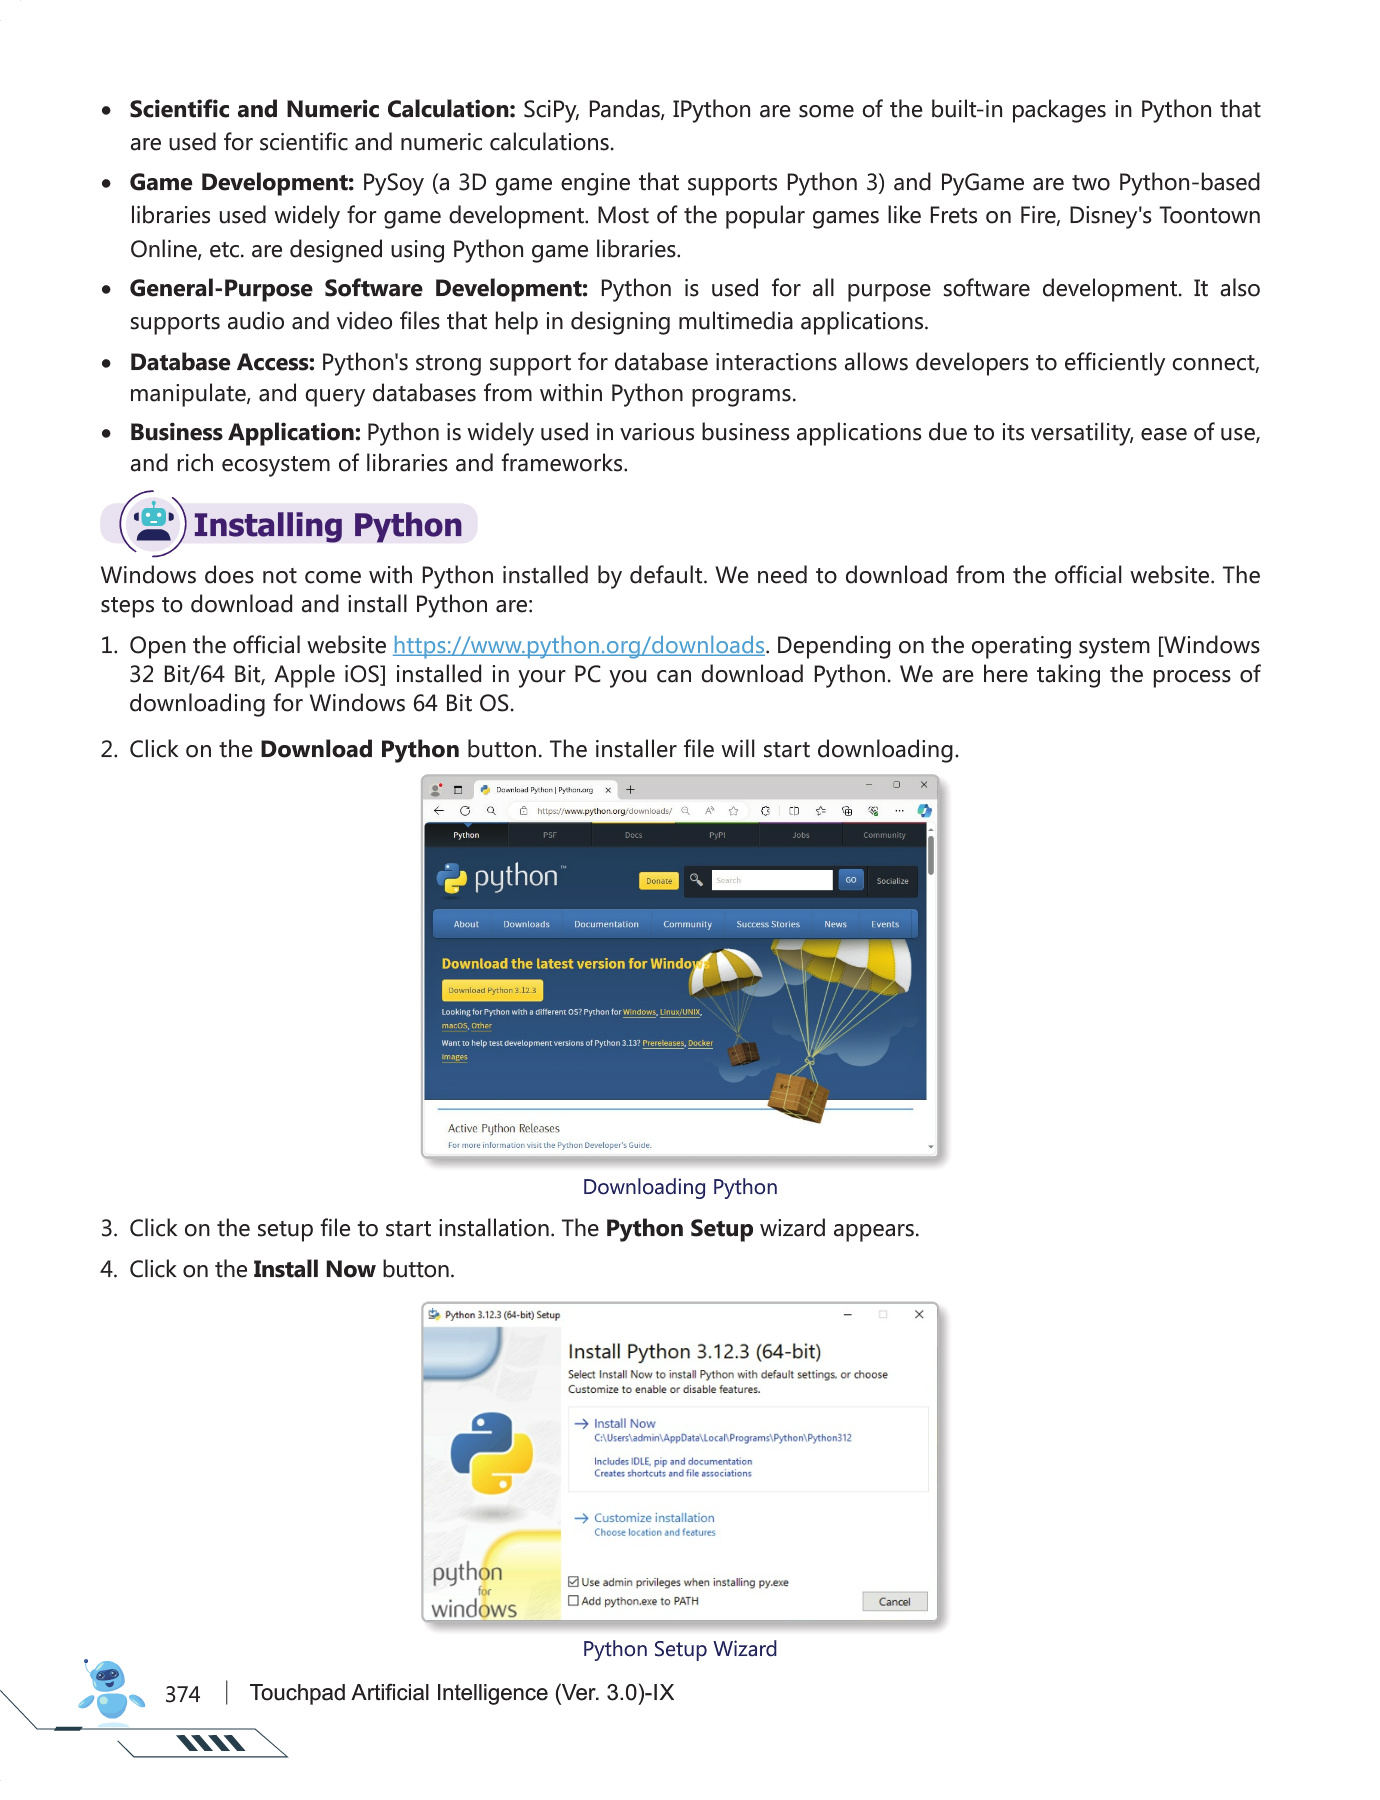 • Scientific and Numeric Calculation: SciPy, Pandas, IPython are some of the built-in packages in Python that
are used for scientific and numeric calculations.
• Game Development: PySoy (a 3D game engine that supports Python 3) and PyGame are two Python-based
libraries used widely for game development. Most of the popular games like Frets on Fire, Disney's Toontown
Online, etc. are designed using Python game libraries.
• General-Purpose Software Development: Python is used for all purpose software development. It also
supports audio and video files that help in designing multimedia applications.
• Database Access: Python's strong support for database interactions allows developers to efficiently connect,
manipulate, and query databases from within Python programs.
• Business Application: Python is widely used in various business applications due to its versatility, ease of use,
and rich ecosystem of libraries and frameworks.
Installing Python
Windows does not come with Python installed by default. We need to download from the official website. The
steps to download and install Python are:
1. Open the official website https://www.python.org/downloads. Depending on the operating system [Windows
32 Bit/64 Bit, Apple iOS] installed in your PC you can download Python. We are here taking the process of
downloading for Windows 64 Bit OS.
2. Click on the Download Python button. The installer file will start downloading.
Download Python | Python.org
https://www.python.org/downloads/
Python PSF Docs PyPI Jobs Community
python™ Donate Search GO Socialize
About Downloads Documentation Community Success Stories News Events
Download the latest version for Windows
Download Python 3.12.3
Looking for Python with a different OS? Python for Windows, Linux/UNIX,
macOS, Other
Want to help test development versions of Python 3.13? Prereleases, Docker
images
Active Python Releases
For more information visit the Python Developer's Guide.
Downloading Python
3. Click on the setup file to start installation. The Python Setup wizard appears.
4. Click on the Install Now button.
Python 3.12.3 (64-bit) Setup
Install Python 3.12.3 (64-bit)
Select Install Now to install Python with default settings, or choose
Customize to enable or disable features.
Install Now
C:\Users\admin\AppData\Local\Programs\Python\Python312
Includes IDLE, pip and documentation
Creates shortcuts and file associations
Customize installation
Choose location and features
python
for
windows
Use admin privileges when installing py.exe
Add python.exe to PATH
Cancel
Python Setup Wizard
374 | Touchpad Artificial Intelligence (Ver. 3.0)-IX